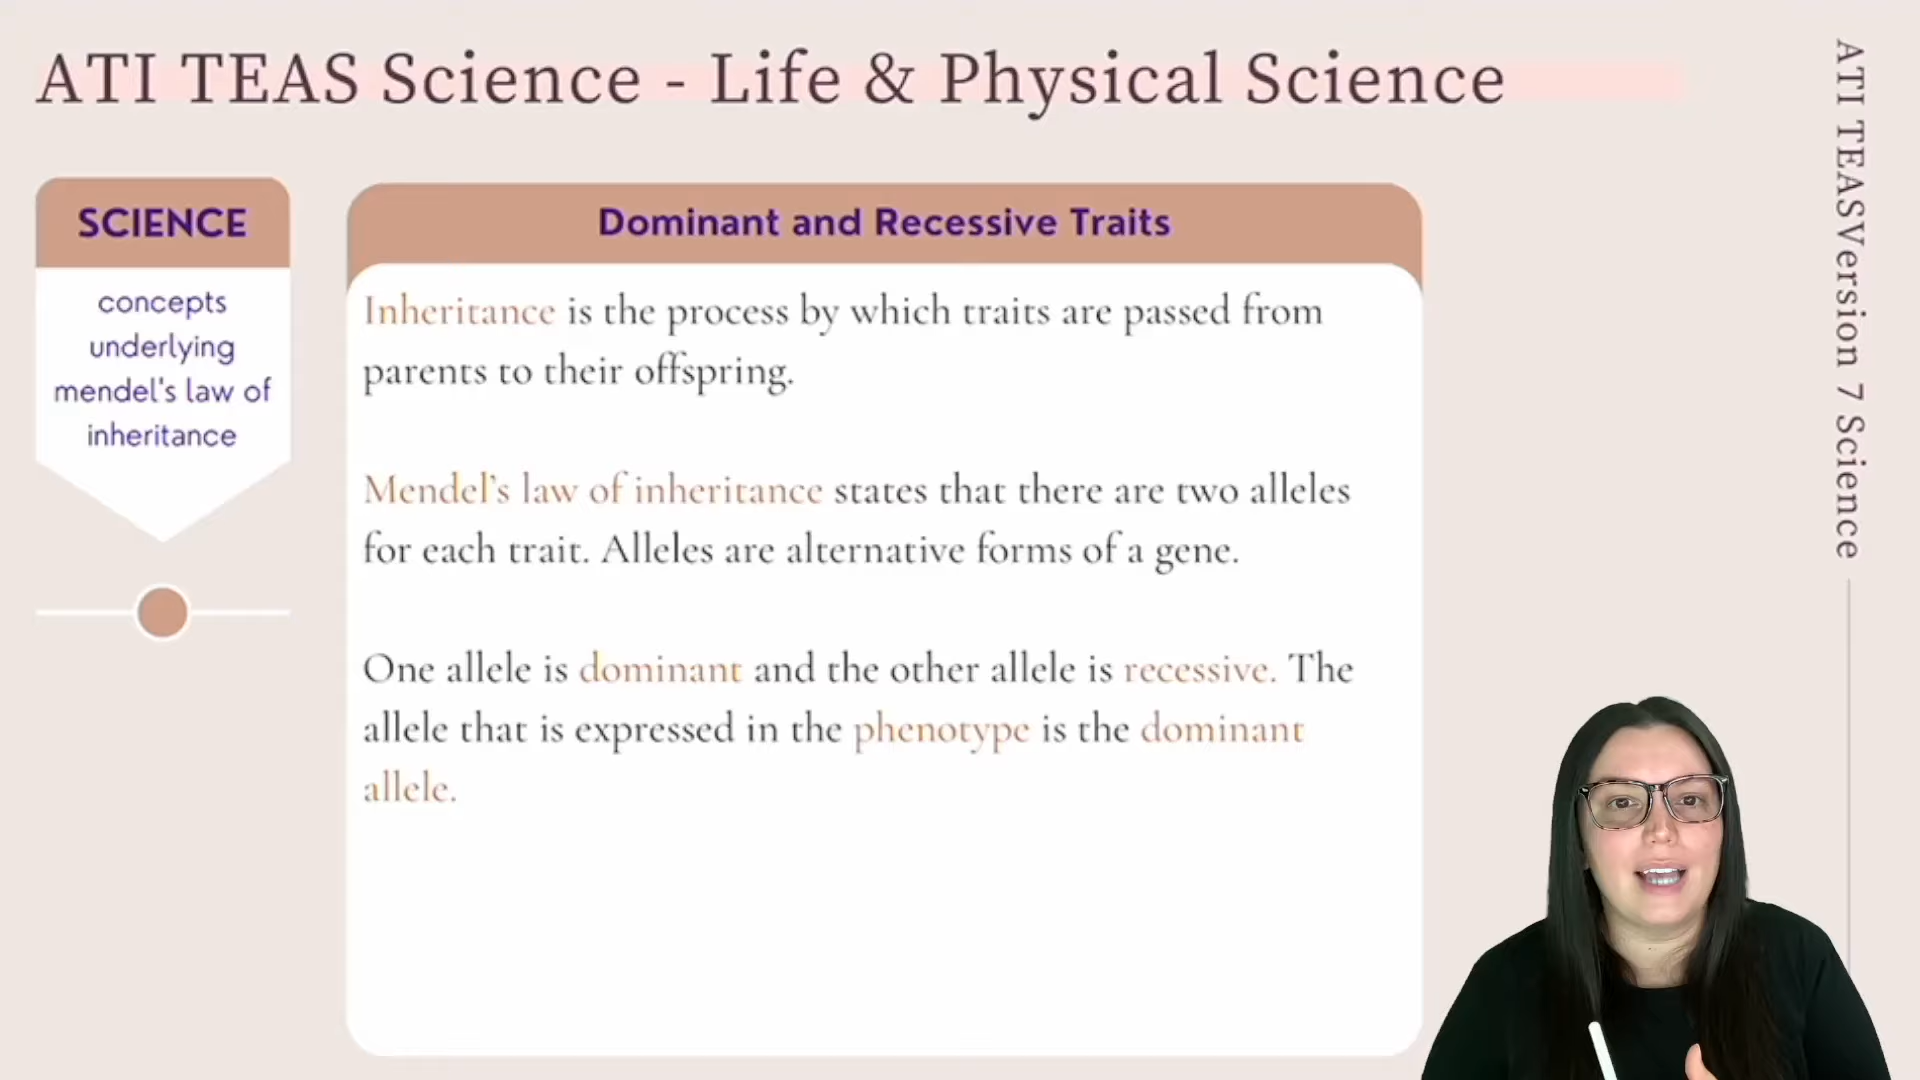 ATI TEAS Science - Life & Physical Science
SCIENCE
concepts
underlying
mendel's law of
inheritance
Dominant and Recessive Traits
Inheritance is the process by which traits are passed from
parents to their offspring.
Mendel's law of inheritance states that there are two alleles
for each trait. Alleles are alternative forms of a gene.
One allele is dominant and the other allele is recessive. The
allele that is expressed in the phenotype is the dominant
allele.
ATI TEASVersion 7 Science